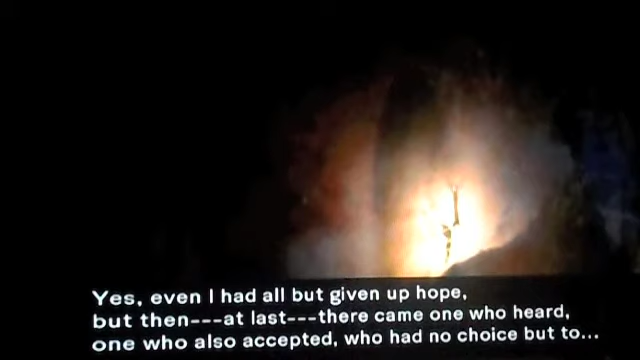 Yes, even I had all but given up hope,
but then---at last---there came one who heard,
one who also accepted, who had no choice but to...